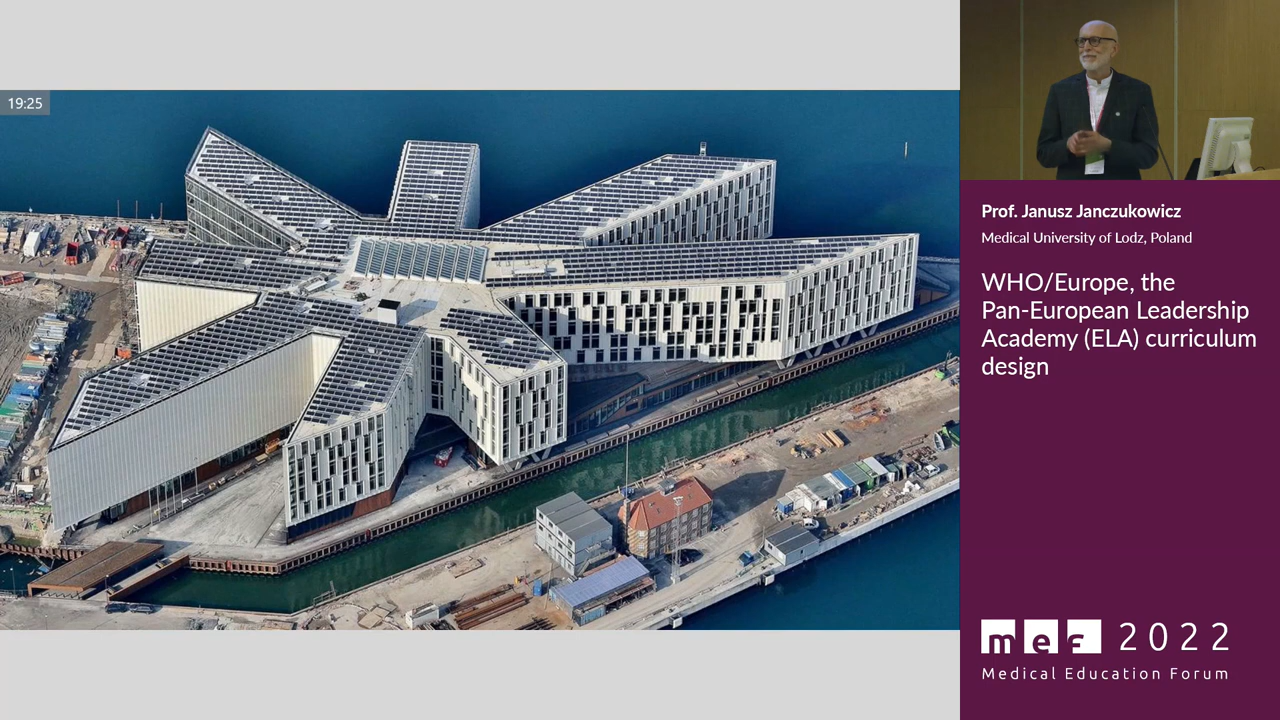 19:25
Prof. Janusz Janczukowicz
Medical University of Lodz, Poland
WHO/Europe, the
Pan-European Leadership
Academy (ELA) curriculum
design
mef 2022
Medical Education Forum